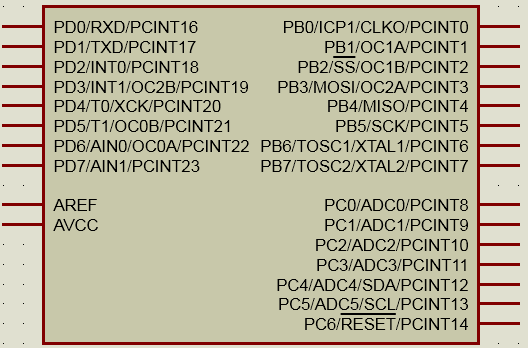 PD0/RXD/PCINT16
PD1/TXD/PCINT17
PD2/INT0/PCINT18
PD3/INT1/OC2B/PCINT19
PD4/T0/XCK/PCINT20
PD5/T1/OC0B/PCINT21
PD6/AIN0/OC0A/PCINT22
PD7/AIN1/PCINT23
AREF
AVCC
PB0/ICP1/CLKO/PCINT0
PB1/OC1A/PCINT1
PB2/SS/OC1B/PCINT2
PB3/MOSI/OC2A/PCINT3
PB4/MISO/PCINT4
PB5/SCK/PCINT5
PB6/TOSC1/XTAL1/PCINT6
PB7/TOSC2/XTAL2/PCINT7
PC0/ADC0/PCINT8
PC1/ADC1/PCINT9
PC2/ADC2/PCINT10
PC3/ADC3/PCINT11
PC4/ADC4/SDA/PCINT12
PC5/ADC5/SCL/PCINT13
PC6/RESET/PCINT14